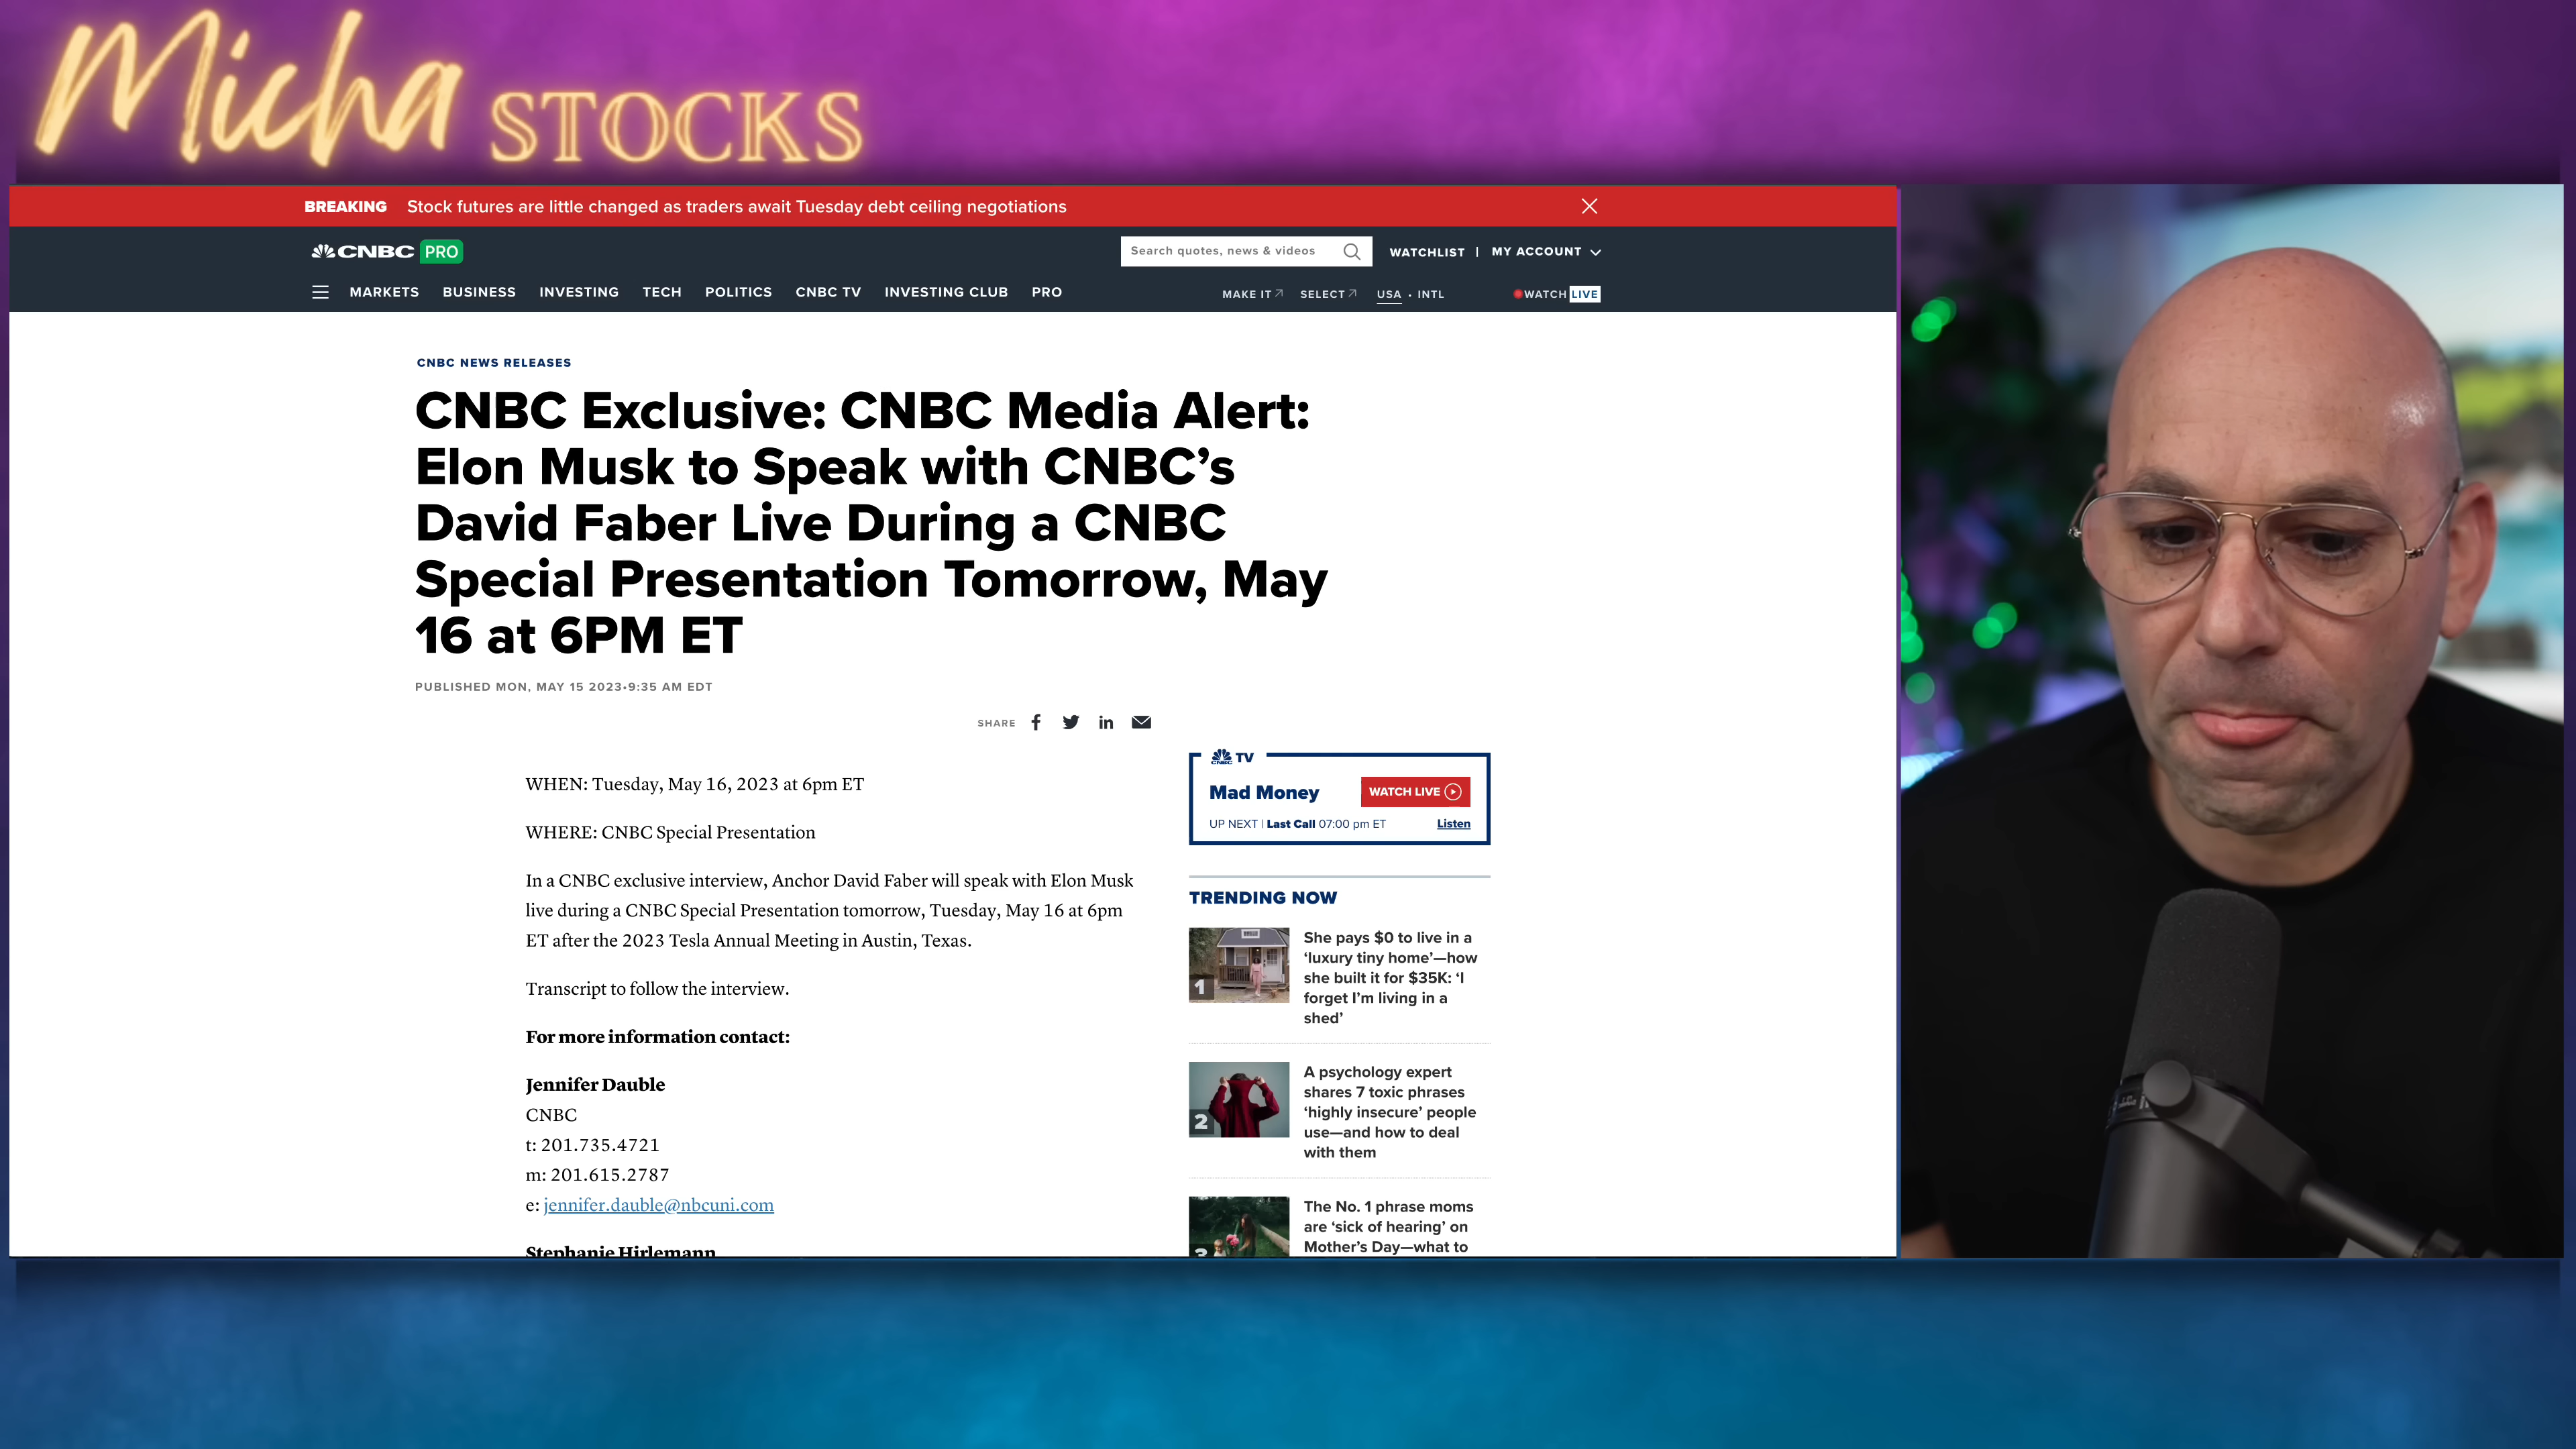 Micha STOCKS
BREAKING Stock futures are little changed as traders await Tuesday debt ceiling negotiations
CNBC PRO
Search quotes, news & videos
WATCHLIST | MY ACCOUNT
MARKETS BUSINESS INVESTING TECH POLITICS CNBC TV INVESTING CLUB PRO
MAKE IT SELECT USA • INTL WATCH LIVE
CNBC NEWS RELEASES
CNBC Exclusive: CNBC Media Alert:
Elon Musk to Speak with CNBC’s
David Faber Live During a CNBC
Special Presentation Tomorrow, May
16 at 6PM ET
PUBLISHED MON, MAY 15 2023•9:35 AM EDT
SHARE
WHEN: Tuesday, May 16, 2023 at 6pm ET
WHERE: CNBC Special Presentation
In a CNBC exclusive interview, Anchor David Faber will speak with Elon Musk
live during a CNBC Special Presentation tomorrow, Tuesday, May 16 at 6pm
ET after the 2023 Tesla Annual Meeting in Austin, Texas.
Transcript to follow the interview.
For more information contact:
Jennifer Dauble
CNBC
t: 201.735.4721
m: 201.615.2787
e: jennifer.dauble@nbcuni.com
Stephanie Hirlemann
CNBC TV
Mad Money
WATCH LIVE
UP NEXT | Last Call 07:00 pm ET
Listen
TRENDING NOW
1
She pays $0 to live in a
‘luxury tiny home’—how
she built it for $35K: ‘I
forget I’m living in a
shed’
2
A psychology expert
shares 7 toxic phrases
‘highly insecure’ people
use—and how to deal
with them
3
The No. 1 phrase moms
are ‘sick of hearing’ on
Mother’s Day—what to